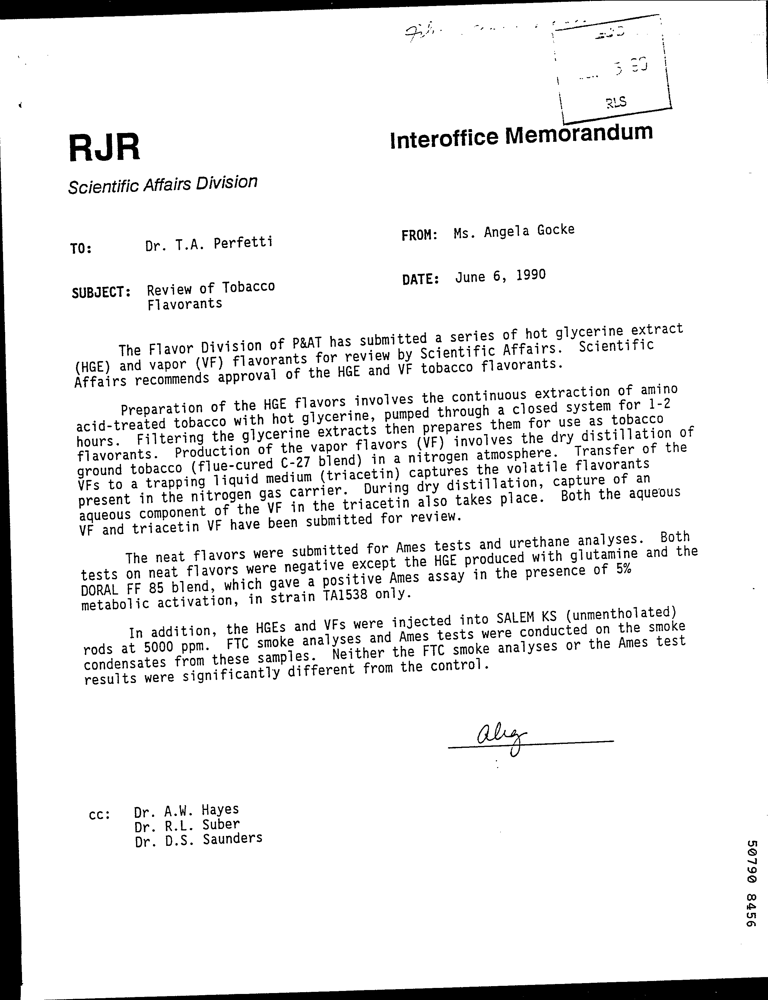 RLS
RJR
Interoffice Memorandum
Scientific Affairs Division
TO: Dr. T.A. Perfetti
FROM: Ms. Angela Gocke
SUBJECT: Review of Tobacco
Flavorants
DATE: June 6, 1990
The Flavor Division of P&AT has submitted a series of hot glycerine extract
(HGE) and vapor (VF) flavorants for review by Scientific Affairs. Scientific
Affairs recommends approval of the HGE and VF tobacco flavorants.
Preparation of the HGE flavors involves the continuous extraction of amino
acid-treated tobacco with hot glycerine, pumped through a closed system for 1-2
hours. Filtering the glycerine extracts then prepares them for use as tobacco
flavorants. Production of the vapor flavors (VF) involves the dry distillation of
ground tobacco (flue-cured C-27 blend) in a nitrogen atmosphere. Transfer of the
VFs to a trapping liquid medium (triacetin) captures the volatile flavorants
present in the nitrogen gas carrier. During dry distillation, capture of an
aqueous component of the VF in the triacetin also takes place. Both the aqueous
VF and triacetin VF have been submitted for review.
The neat flavors were submitted for Ames tests and urethane analyses. Both
tests on neat flavors were negative except the HGE produced with glutamine and the
DORAL FF 85 blend, which gave a positive Ames assay in the presence of 5%
metabolic activation, in strain TA1538 only.
In addition, the HGEs and VFs were injected into SALEM KS (unmentholated)
rods at 5000 ppm. FTC smoke analyses and Ames tests were conducted on the smoke
condensates from these samples. Neither the FTC smoke analyses or the Ames test
results were significantly different from the control.
cc: Dr. A.W. Hayes
Dr. R.L. Suber
Dr. D.S. Saunders
50790 8456